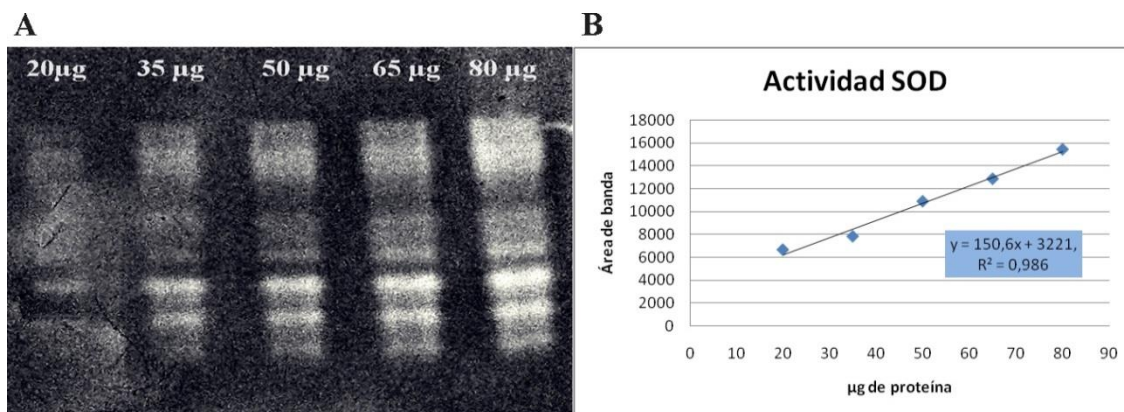 A
20µg 35 µg 50 µg 65 µg 80 µg
B
Actividad SOD
Área de banda
18000
16000
14000
12000
10000
8000
6000
4000
2000
0
y = 150,6x + 3221,
R² = 0,986
0 10 20 30 40 50 60 70 80 90
µg de proteína